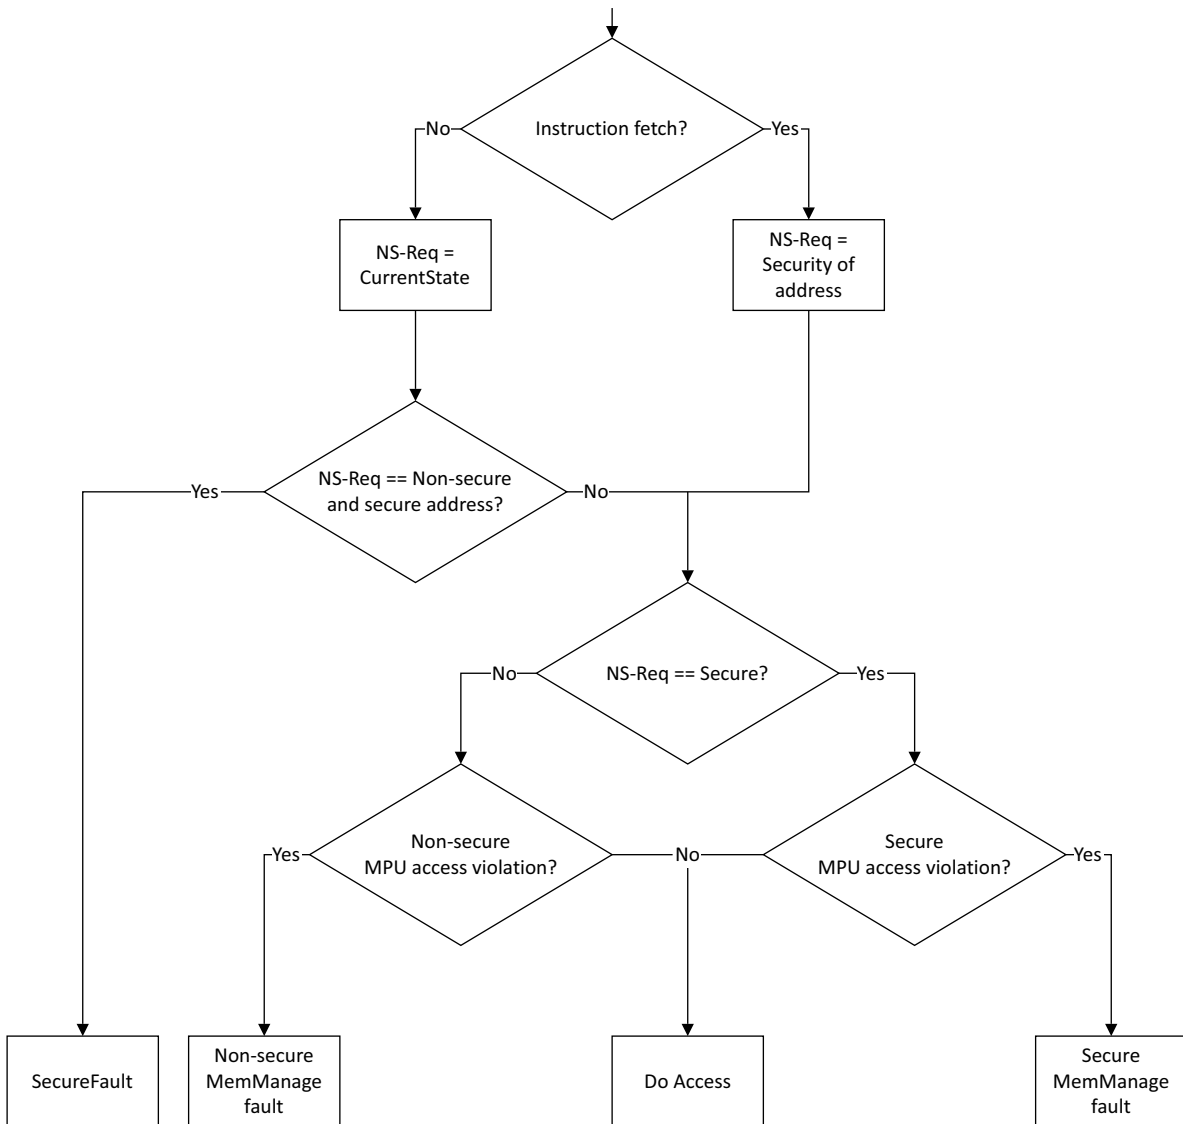 Instruction fetch?
No
Yes
NS-Req =
CurrentState
NS-Req =
Security of
address
NS-Req == Non-secure
and secure address?
Yes
No
NS-Req == Secure?
No
Yes
Non-secure
MPU access violation?
Yes
No
Secure
MPU access violation?
Yes
SecureFault
Non-secure
MemManage
fault
Do Access
Secure
MemManage
fault